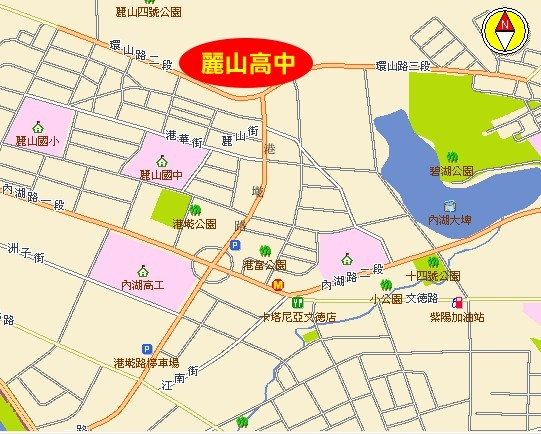 麗山四號公園
N
環山路二段
麗山高中
環山路三段
麗山國小
港華街
麗山街
港墘路
麗山國中
碧湖公園
內湖路一段
港墘公園
內湖大埤
洲子街
P
港富公園
內湖高工
M
內湖路二段
十四號公園
小公園
文德路
卡塔尼亞文德店
紫陽加油站
路
P
港墘路停車場
江南街
路